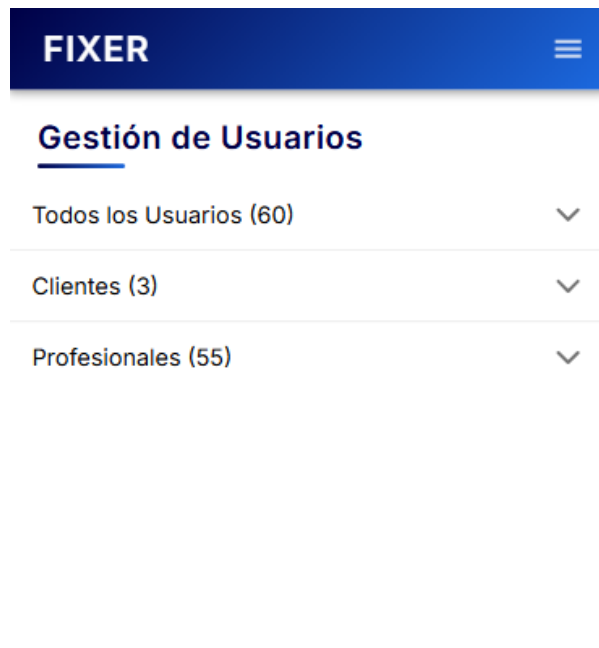 FIXER
Gestión de Usuarios
Todos los Usuarios (60)
Clientes (3)
Profesionales (55)